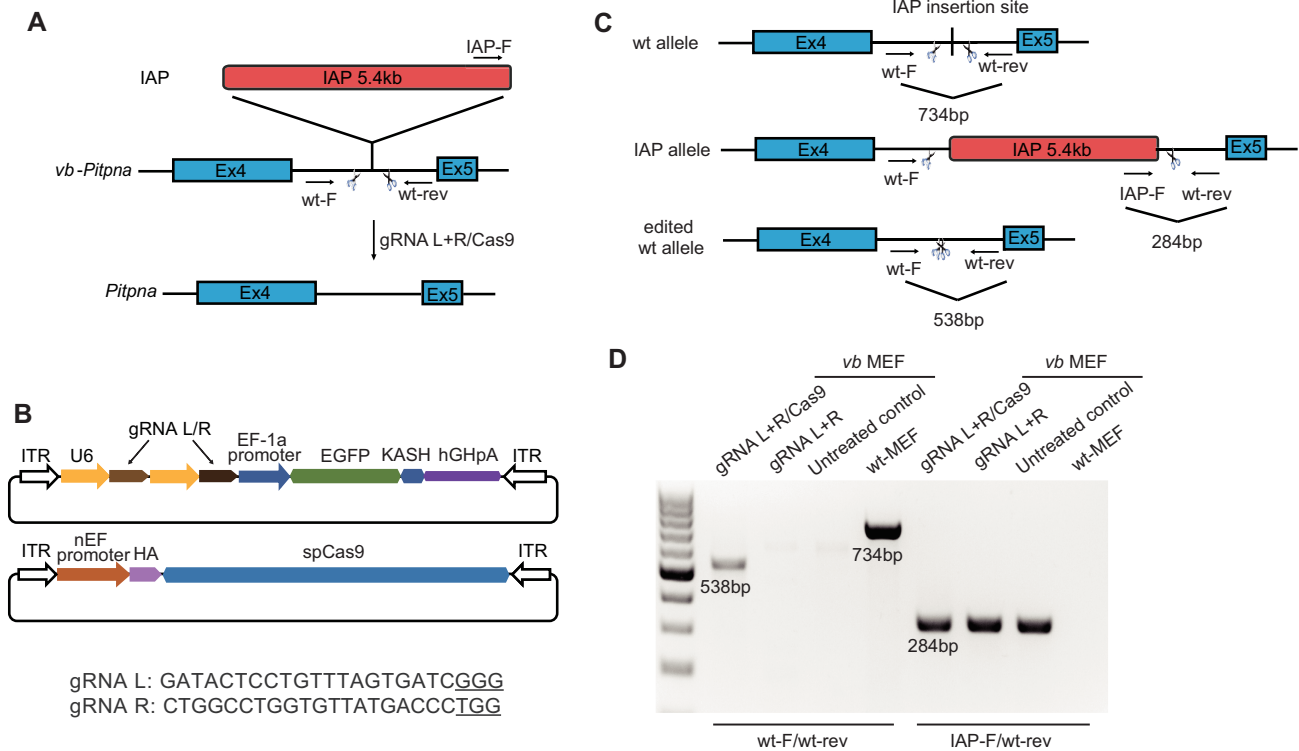 A
IAP-F
IAP
IAP 5.4kb
vb-Pitpna
Ex4
Ex5
wt-F
wt-rev
gRNA L+R/Cas9
Pitpna
Ex4
Ex5
B
gRNA L/R
ITR
U6
EF-1a
promoter
EGFP
KASH
hGHpA
ITR
ITR
nEF
promoter
HA
spCas9
ITR
gRNA L: GATACTCCTGTTTAGTGATCGGG
gRNA R: CTGGCCTGGTGTTATGACCCTGG
C
IAP insertion site
wt allele
Ex4
Ex5
wt-F
wt-rev
734bp
IAP allele
Ex4
IAP 5.4kb
Ex5
wt-F
IAP-F
wt-rev
284bp
edited
wt allele
Ex4
Ex5
wt-F
wt-rev
538bp
D
vb MEF
vb MEF
gRNA L+R/Cas9
gRNA L+R
Untreated control
wt-MEF
gRNA L+R/Cas9
gRNA L+R
Untreated control
wt-MEF
734bp
538bp
284bp
wt-F/wt-rev
IAP-F/wt-rev